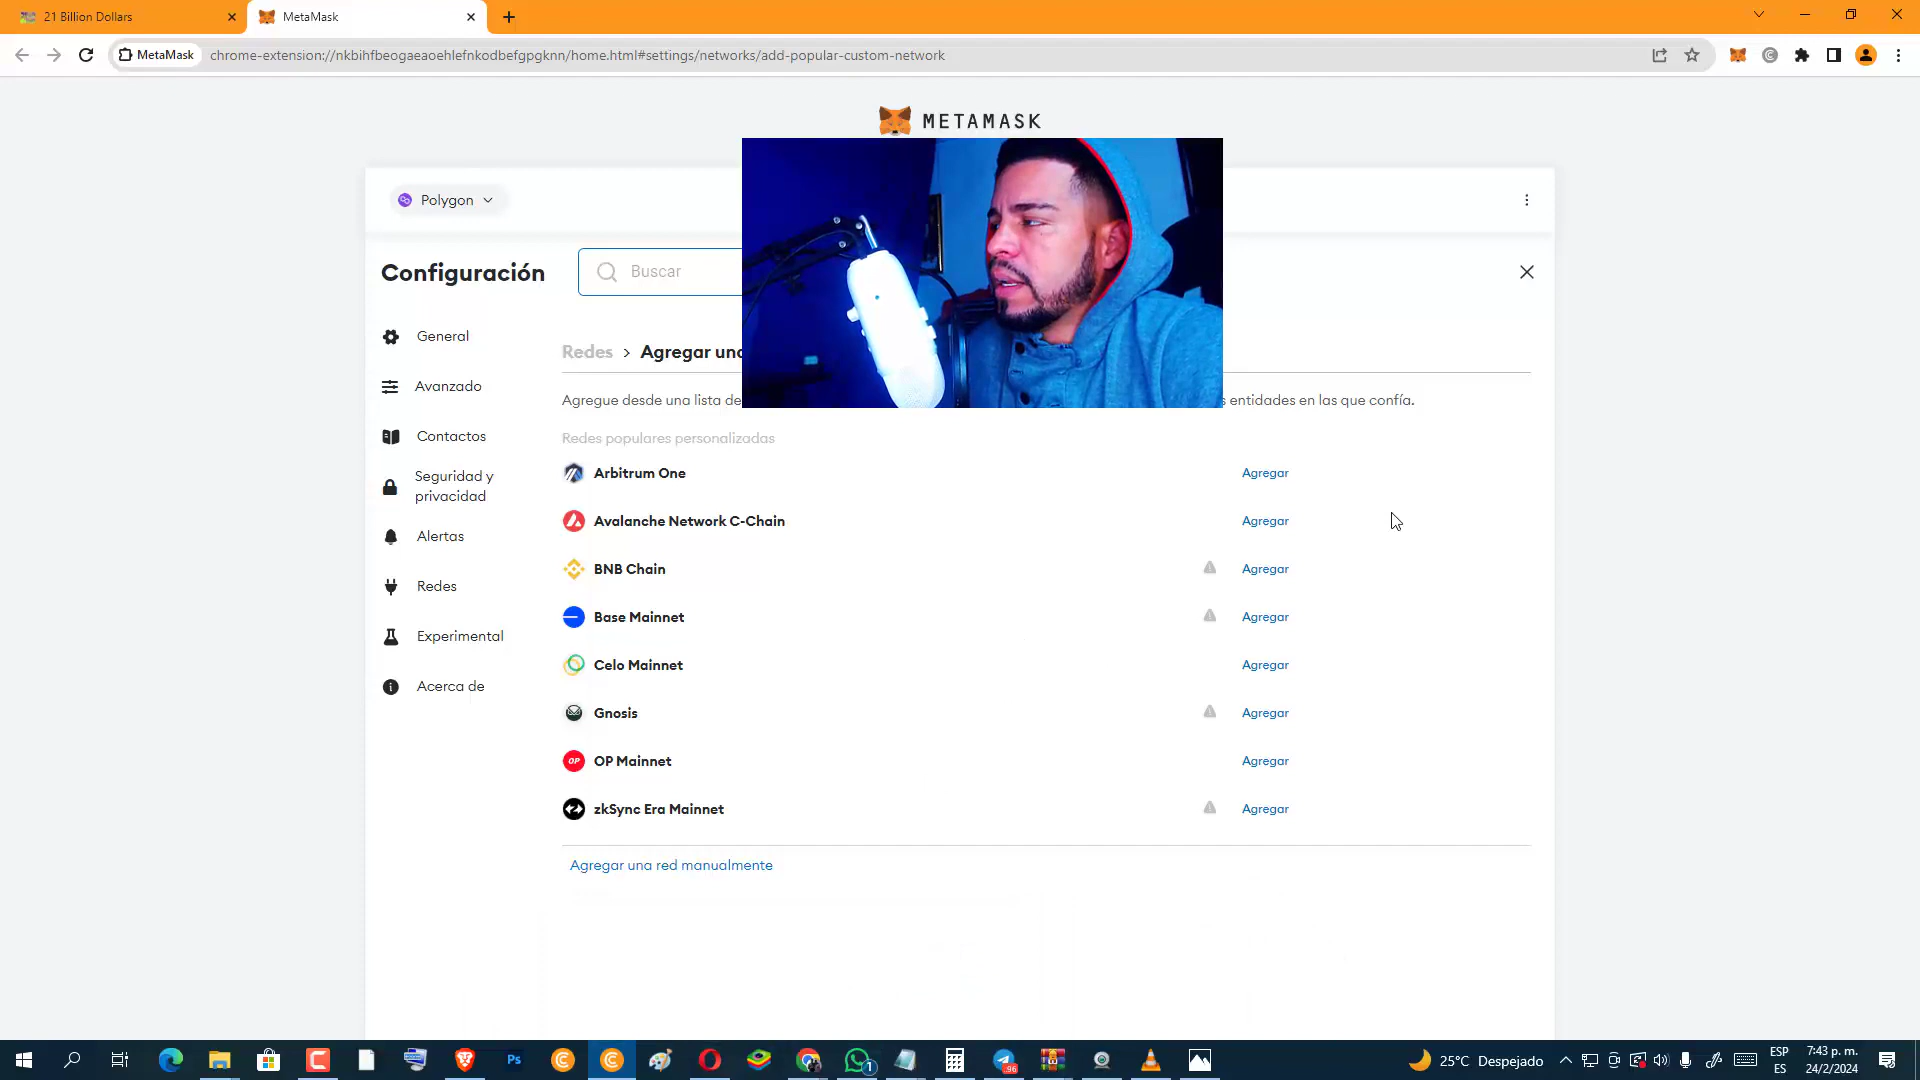 21 Billion Dollars
MetaMask
MetaMask
chrome-extension://nkbihfbeogaeaoehlefnkodbefgpgknn/home.html#settings/networks/add-popular-custom-network
METAMASK
Polygon
Configuración
Buscar
General
Redes > Agregar una
Avanzado
Agregue desde una lista de
entidades en las que confía.
Contactos
Redes populares personalizadas
Seguridad y
privacidad
Arbitrum One
Agregar
Avalanche Network C-Chain
Agregar
Alertas
BNB Chain
Agregar
Redes
Base Mainnet
Agregar
Experimental
Celo Mainnet
Agregar
Acerca de
Gnosis
Agregar
OP
OP Mainnet
Agregar
zkSync Era Mainnet
Agregar
Agregar una red manualmente
Ps
1
96
25°C Despejado
ESP
ES
7:43 p. m.
24/2/2024